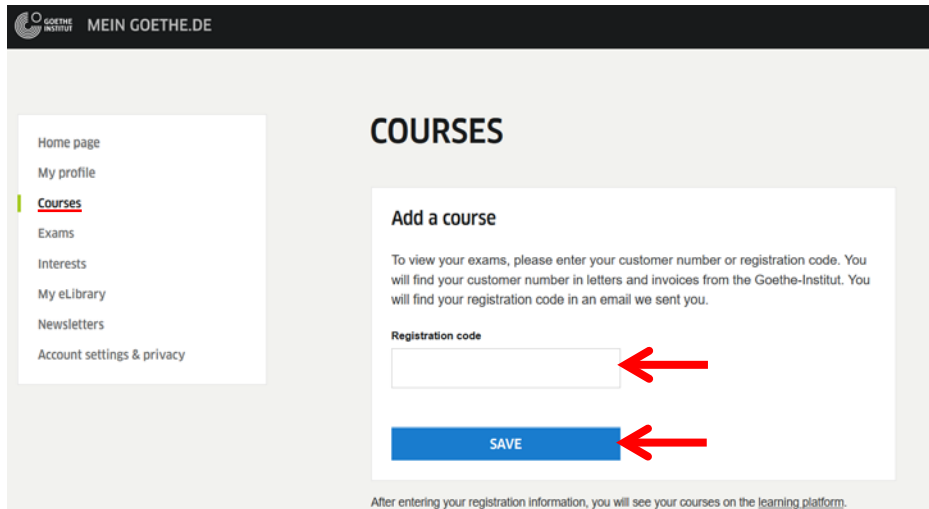 GOETHE INSTITUT MEIN GOETHE.DE
Home page
My profile
Courses
Exams
Interests
My eLibrary
Newsletters
Account settings & privacy
COURSES
Add a course
To view your exams, please enter your customer number or registration code. You
will find your customer number in letters and invoices from the Goethe-Institut. You
will find your registration code in an email we sent you.
Registration code
SAVE
After entering your registration information, you will see your courses on the learning platform.